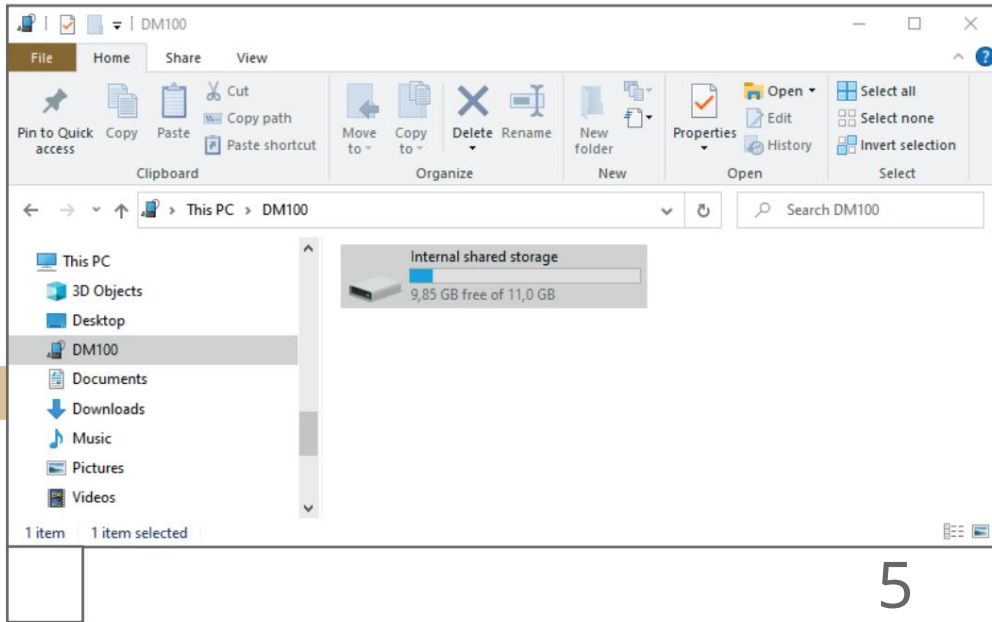 DM100
File Home Share View
Pin to Quick access
Copy
Paste
Cut
Copy path
Paste shortcut
Clipboard
Move to
Copy to
Delete
Rename
Organize
New folder
New
Properties
Open
Edit
History
Open
Select all
Select none
Invert selection
Select
This PC > DM100
Search DM100
This PC
3D Objects
Desktop
DM100
Documents
Downloads
Music
Pictures
Videos
Internal shared storage
9,85 GB free of 11,0 GB
1 item 1 item selected
5